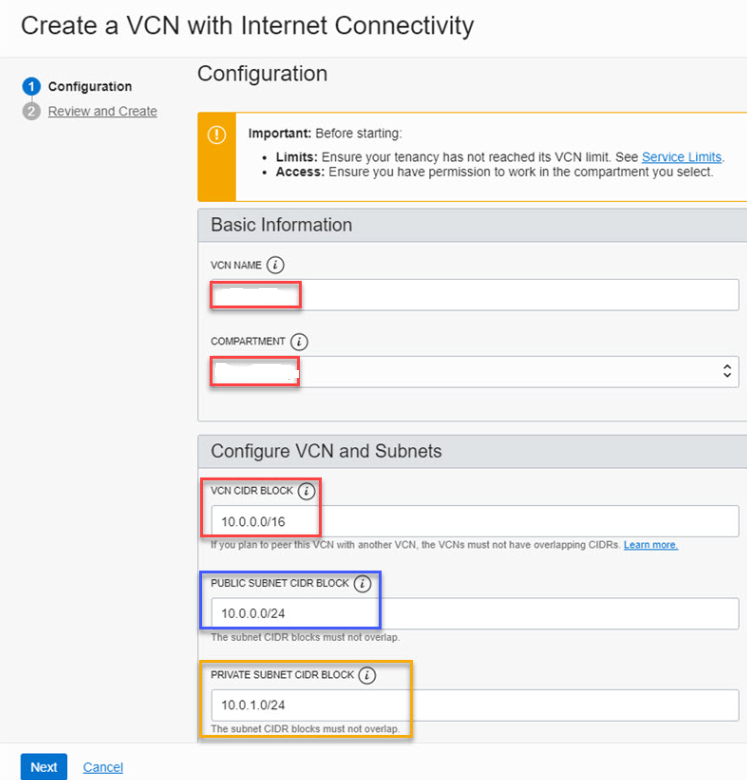 Create a VCN with Internet Connectivity
1 Configuration
2 Review and Create
Configuration
Important: Before starting:
• Limits: Ensure your tenancy has not reached its VCN limit. See Service Limits.
• Access: Ensure you have permission to work in the compartment you select.
Basic Information
VCN NAME i
COMPARTMENT i
Configure VCN and Subnets
VCN CIDR BLOCK i
10.0.0.0/16
If you plan to peer this VCN with another VCN, the VCNs must not have overlapping CIDRs. Learn more.
PUBLIC SUBNET CIDR BLOCK i
10.0.0.0/24
The subnet CIDR blocks must not overlap.
PRIVATE SUBNET CIDR BLOCK i
10.0.1.0/24
The subnet CIDR blocks must not overlap.
Next Cancel